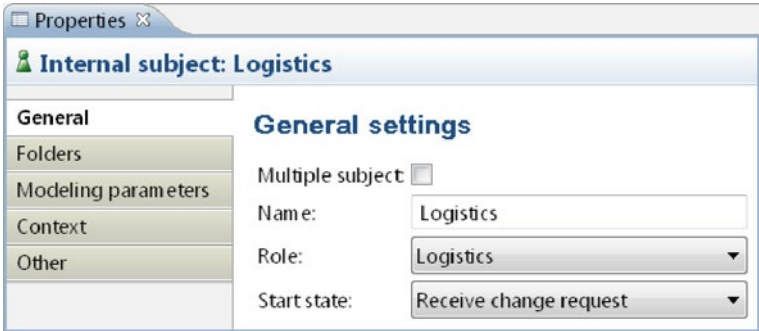 Properties
Internal subject: Logistics
General
Folders
Modeling parameters
Context
Other
General settings
Multiple subject
Name: Logistics
Role: Logistics
Start state: Receive change request